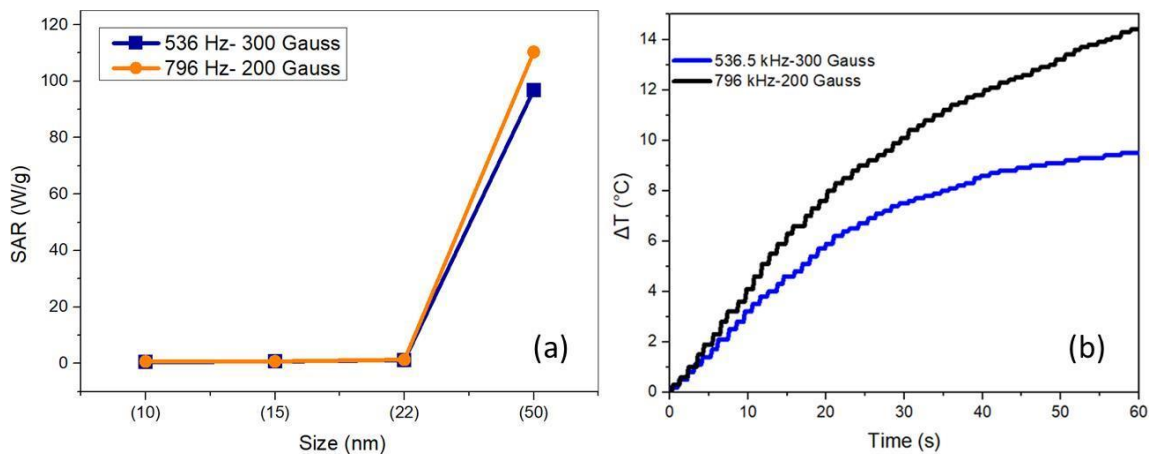 120
100
80
60
40
20
0
SAR (W/g)
536 Hz- 300 Gauss
796 Hz- 200 Gauss
(a)
(10) (15) (22) (50)
Size (nm)
14
12
10
8
6
4
2
0
ΔT (°C)
536.5 kHz-300 Gauss
796 kHz-200 Gauss
(b)
0 10 20 30 40 50 60
Time (s)